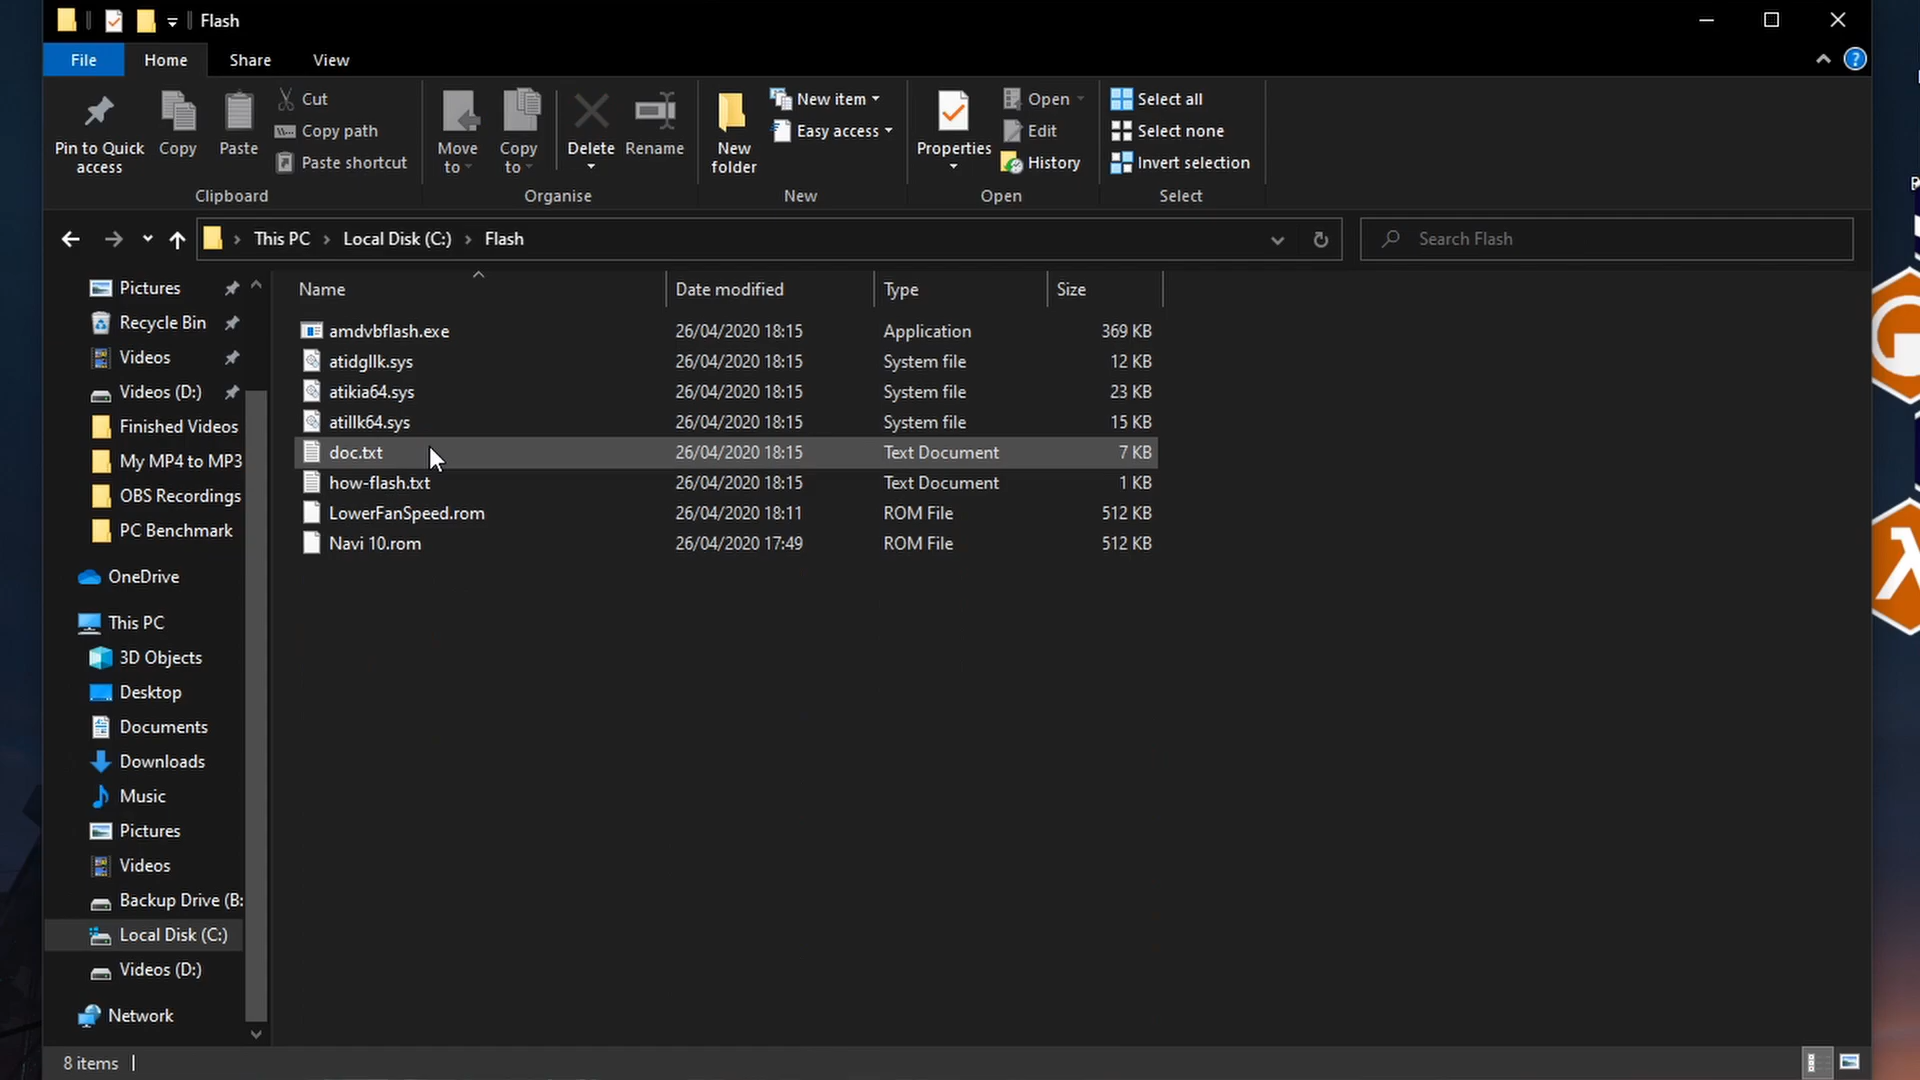 Flash
File Home Share View
Pin to Quick access
Copy
Paste
Cut
Copy path
Paste shortcut
Clipboard
Move to
Copy to
Delete
Rename
Organise
New folder
New item
Easy access
New
Properties
Open
Edit
History
Open
Select all
Select none
Invert selection
Select
This PC Local Disk (C:) Flash
Search Flash
Pictures
Recycle Bin
Videos
Videos (D:)
Finished Videos
My MP4 to MP3
OBS Recordings
PC Benchmark
OneDrive
This PC
3D Objects
Desktop
Documents
Downloads
Music
Pictures
Videos
Backup Drive (B:
Local Disk (C:)
Videos (D:)
Network
Name Date modified Type Size
amdvbflash.exe 26/04/2020 18:15 Application 369 KB
atidgllk.sys 26/04/2020 18:15 System file 12 KB
atikia64.sys 26/04/2020 18:15 System file 23 KB
atillk64.sys 26/04/2020 18:15 System file 15 KB
doc.txt 26/04/2020 18:15 Text Document 7 KB
how-flash.txt 26/04/2020 18:15 Text Document 1 KB
LowerFanSpeed.rom 26/04/2020 18:11 ROM File 512 KB
Navi 10.rom 26/04/2020 17:49 ROM File 512 KB
8 items